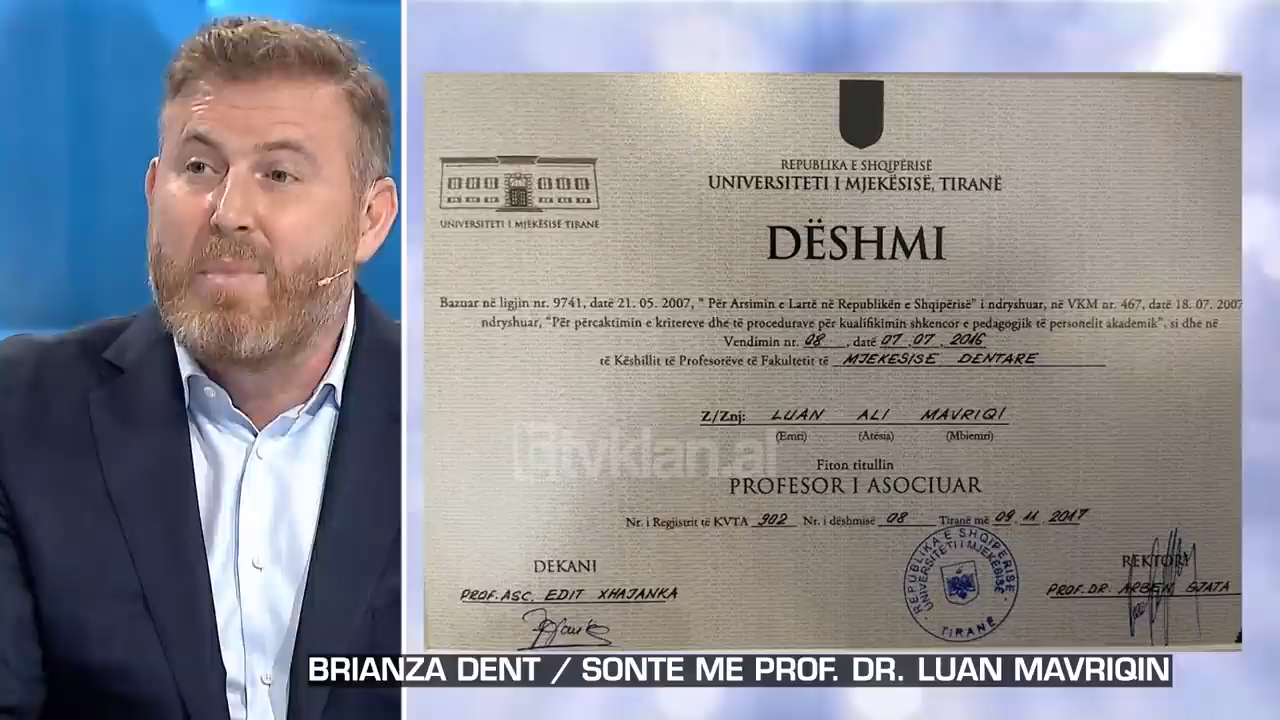 REPUBLIKA E SHQIPËRISË
UNIVERSITETI I MJEKËSISË, TIRANË
UNIVERSITETI I MJEKËSISË TIRANË
DËSHMI
Bazuar në ligjin nr. 9741, datë 21. 05. 2007, " Për Arsimin e Lartë në Republikën e Shqipërisë" i ndryshuar, në VKM nr. 467, datë 18. 07. 2007
ndryshuar, "Për përcaktimin e kritereve dhe të procedurave për kualifikimin shkencor e pedagogjik të personelit akademik", si dhe në
Vendimin nr. 08, datë 07.07.2016
të Këshillit të Profesorëve të Fakultetit të MJEKESISE DENTARE
Z/Znj: LUAN ALI MAVRIQI
(Emri) (Atësia) (Mbiemri)
tvklan.al
Fiton titullin
PROFESOR I ASOCIUAR
Nr. i Regjistrit të KVTA 902 Nr. i dëshmisë 08 Tiranë më 09.11.2017
DEKANI
PROF.ASC. EDIT XHAJANKA
REPUBLIKA E SHQIPERISE
UNIVERSITETI I MJEKËSISË
TIRANË
REKTORI
PROF.DR. ARBEN GJATA
BRIANZA DENT / SONTE ME PROF. DR. LUAN MAVRIQIN